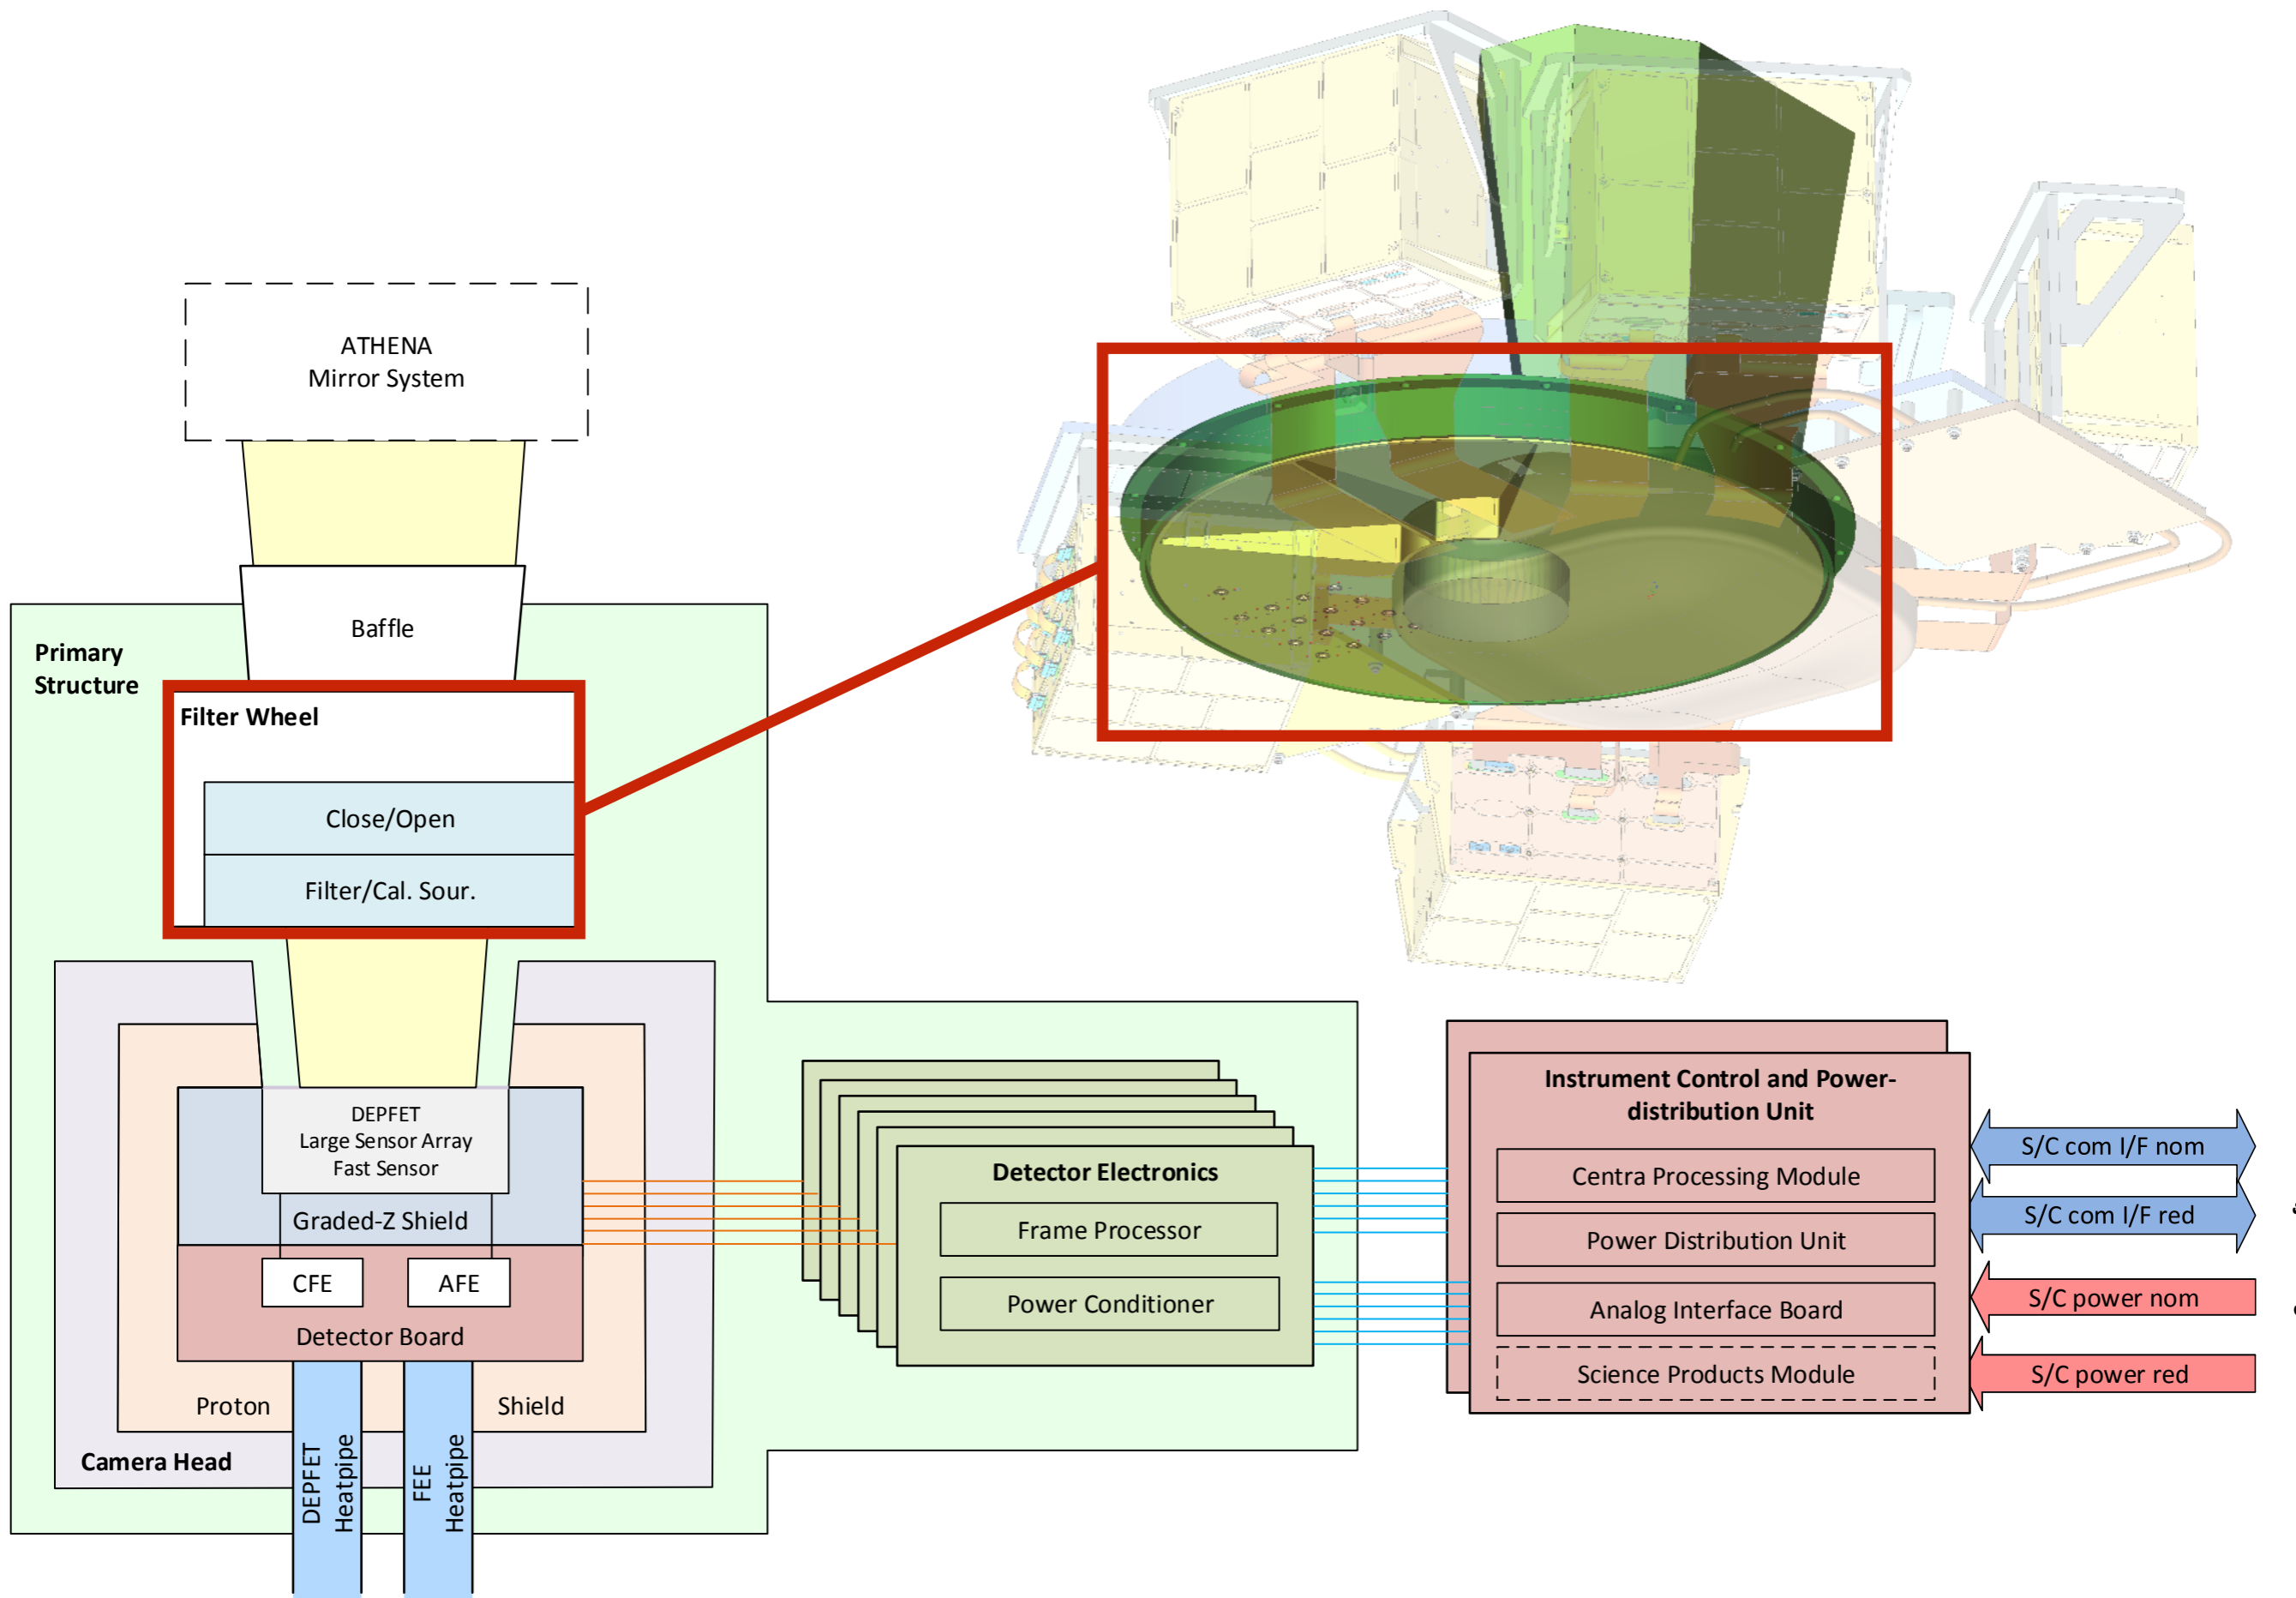 ATHENA
Mirror System
Baffle
Primary
Structure
Filter Wheel
Close/Open
Filter/Cal. Sour.
DEPFET
Large Sensor Array
Fast Sensor
Graded-Z Shield
CFE
AFE
Detector Board
Proton
Shield
Camera Head
DEPFET
Heatpipe
FEE
Heatpipe
Detector Electronics
Frame Processor
Power Conditioner
Instrument Control and Power-
distribution Unit
Centra Processing Module
Power Distribution Unit
Analog Interface Board
Science Products Module
S/C com I/F nom
S/C com I/F red
S/C power nom
S/C power red